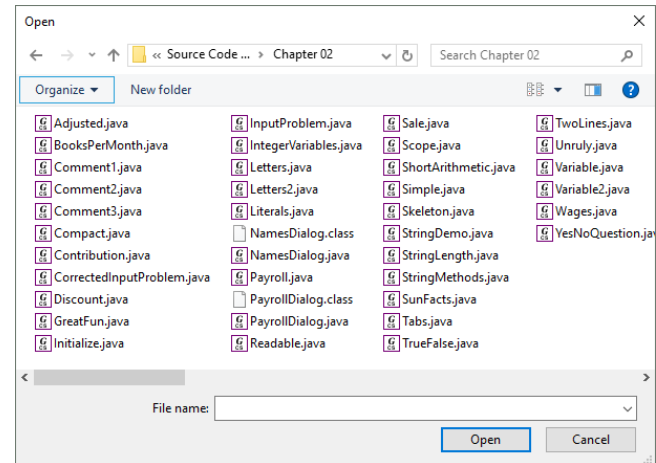 Open
« Source Code ... > Chapter 02
Search Chapter 02
Organize
New folder
Adjusted.java
BooksPerMonth.java
Comment1.java
Comment2.java
Comment3.java
Compact.java
Contribution.java
CorrectedInputProblem.java
Discount.java
GreatFun.java
Initialize.java
InputProblem.java
IntegerVariables.java
Letters.java
Letters2.java
Literals.java
NamesDialog.class
NamesDialog.java
Payroll.java
PayrollDialog.class
PayrollDialog.java
Readable.java
Sale.java
Scope.java
ShortArithmetic.java
Simple.java
Skeleton.java
StringDemo.java
StringLength.java
StringMethods.java
SunFacts.java
Tabs.java
TrueFalse.java
TwoLines.java
Unruly.java
Variable.java
Variable2.java
Wages.java
YesNoQuestion.jav
File name:
Open
Cancel